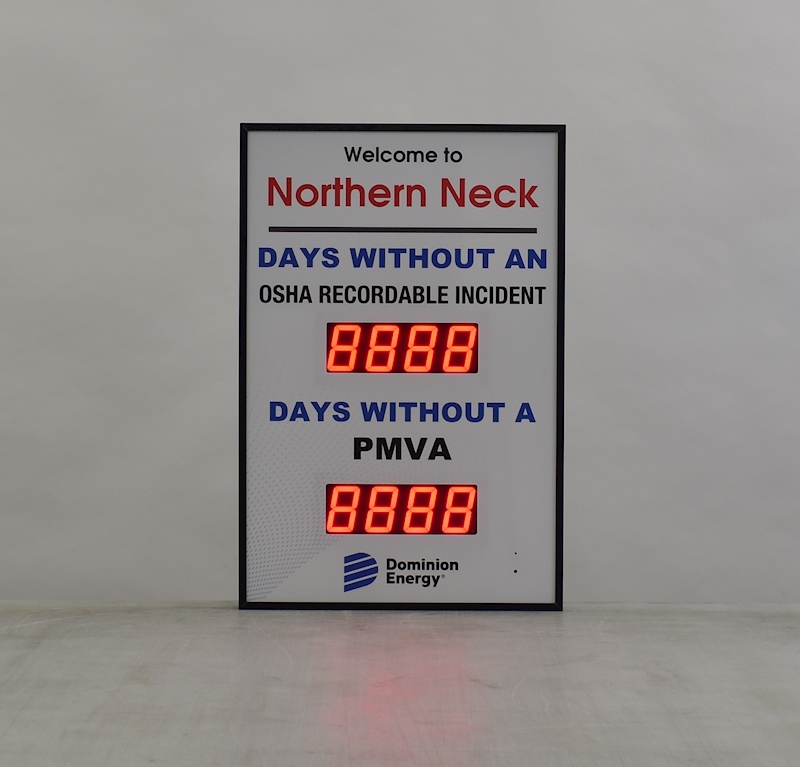 Welcome to
Northern Neck
DAYS WITHOUT AN
OSHA RECORDABLE INCIDENT
8888
DAYS WITHOUT A
PMVA
8888
Dominion
Energy®